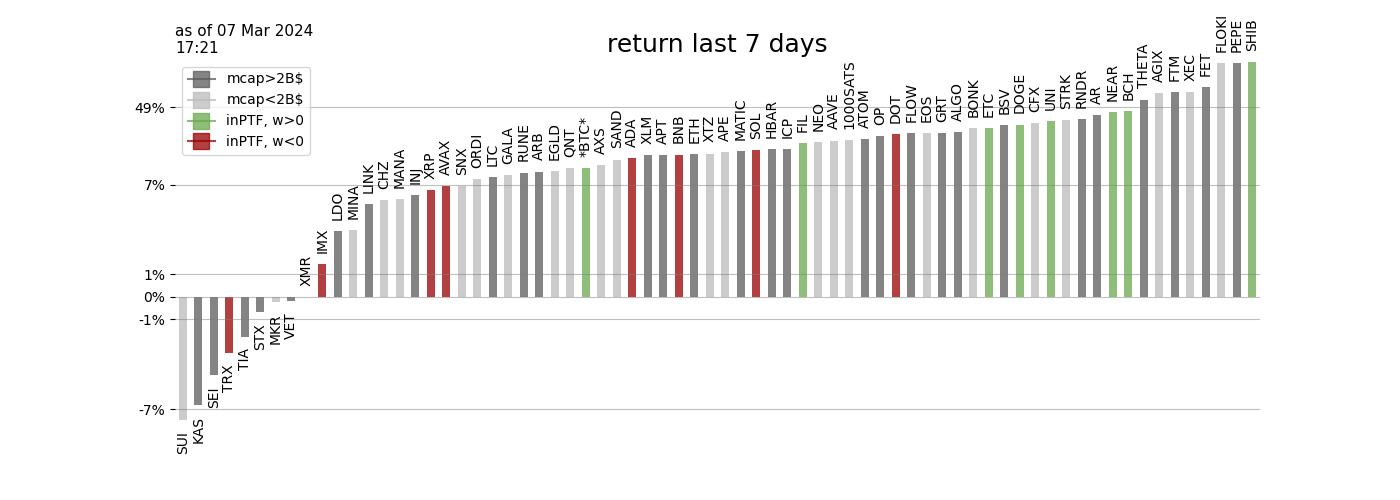 as of 07 Mar 2024
17:21
return last 7 days
mcap>2B$
mcap<2B$
inPTF, w>0
inPTF, w<0
49%
7%
1%
0%
-1%
-7%
SUI
KAS
SEI
TRX
TIA
STX
MKR
VET
XMR
IMX
LDO
MINA
LINK
CHZ
MANA
INJ
XRP
AVAX
SNX
ORDI
LTC
GALA
RUNE
ARB
EGLD
QNT
*BTC*
AXS
SAND
ADA
XLM
APT
BNB
ETH
XTZ
APE
MATIC
SOL
HBAR
ICP
FIL
NEO
AAVE
1000SATS
ATOM
OP
DOT
FLOW
EOS
GRT
ALGO
BONK
ETC
BSV
DOGE
CFX
UNI
STRK
RNDR
AR
NEAR
BCH
THETA
AGIX
FTM
XEC
FET
FLOKI
PEPE
SHIB